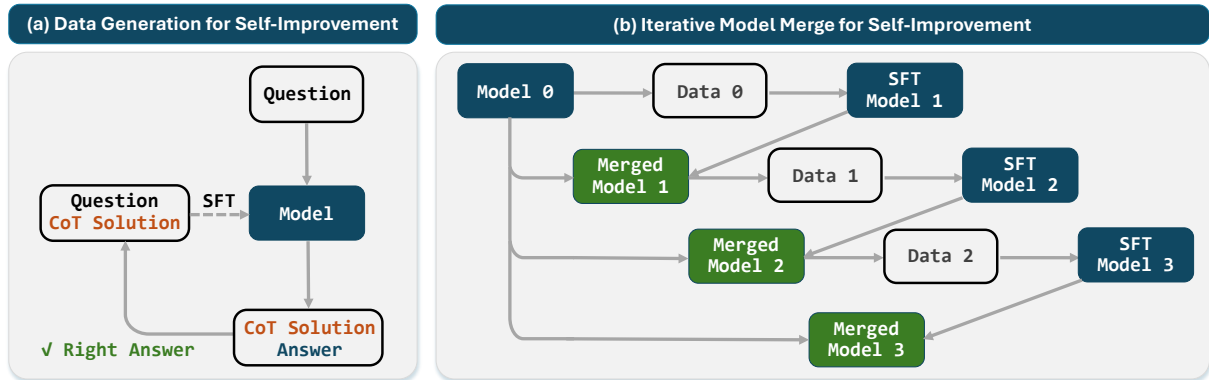 (a) Data Generation for Self-Improvement
Question
Question
CoT Solution
SFT
Model
CoT Solution
Answer
√ Right Answer
(b) Iterative Model Merge for Self-Improvement
Model 0
Data 0
SFT
Model 1
Merged
Model 1
Data 1
SFT
Model 2
Merged
Model 2
Data 2
SFT
Model 3
Merged
Model 3